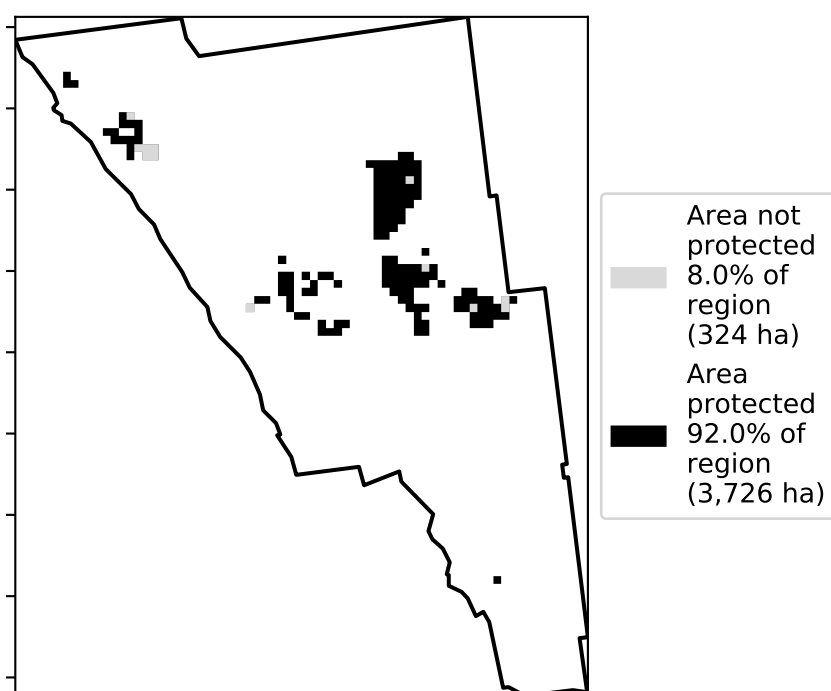 Area not
protected
8.0% of
region
(324 ha)
Area
protected
92.0% of
region
(3,726 ha)